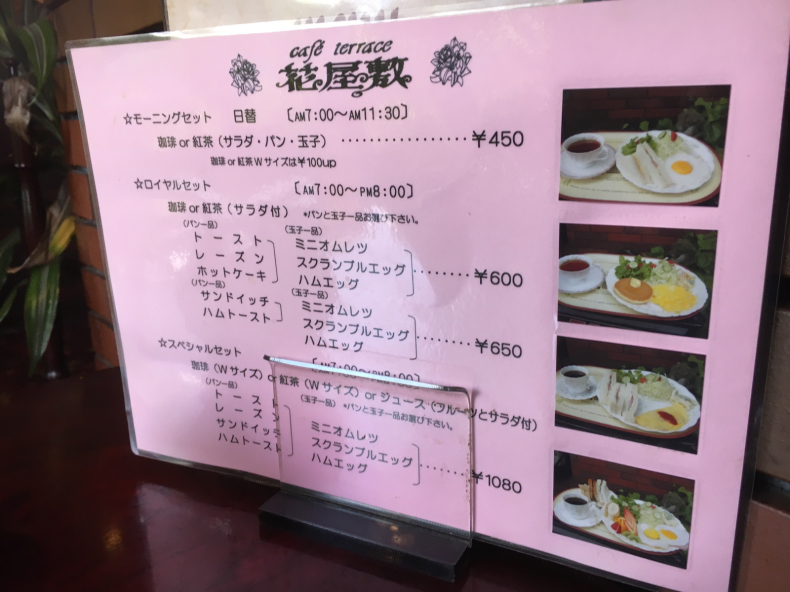 café terrace
花屋敷
☆モーニングセット 日替 〔AM7:00～AM11:30〕
珈琲 or 紅茶（サラダ・パン・玉子）‥‥‥‥‥‥￥450
珈琲 or 紅茶 W サイズは￥100up
☆ロイヤルセット 〔AM7:00～PM8:00〕
珈琲 or 紅茶（サラダ付） *パンと玉子一品お選び下さい。
（パン一品） （玉子一品）
トースト ミニオムレツ
レーズン スクランブルエッグ ‥‥‥‥￥600
ホットケーキ ハムエッグ
（パン一品） （玉子一品）
サンドイッチ ミニオムレツ
ハムトースト スクランブルエッグ ‥‥‥‥￥650
ハムエッグ
☆スペシャルセット 〔AM7:00～PM8:00〕
珈琲（W サイズ）or 紅茶（W サイズ）or ジュース（フルーツとサラダ付）
（パン一品） （玉子一品） *パンと玉子一品お選び下さい。
トースト
レーズン ミニオムレツ
サンドイッチ スクランブルエッグ ‥‥‥‥￥1080
ハムトースト ハムエッグ